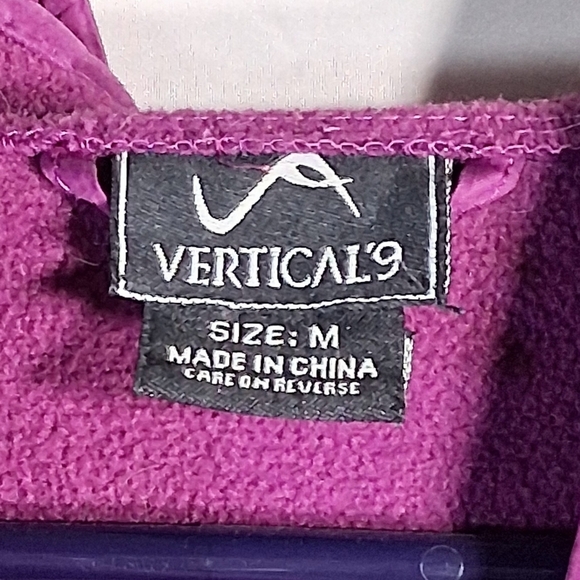 VERTICAL'9
SIZE: M
MADE IN CHINA
CARE ON REVERSE